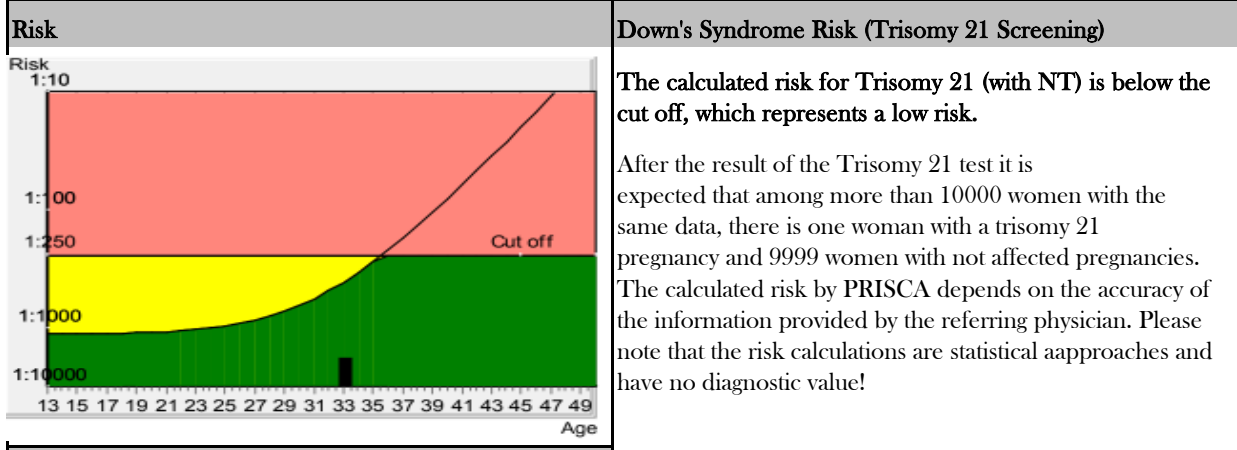 Risk
Down's Syndrome Risk (Trisomy 21 Screening)
Risk
1:10
1:100
1:250
Cut off
1:1000
1:10000
13 15 17 19 21 23 25 27 29 31 33 35 37 39 41 43 45 47 49
Age
The calculated risk for Trisomy 21 (with NT) is below the
cut off, which represents a low risk.
After the result of the Trisomy 21 test it is
expected that among more than 10000 women with the
same data, there is one woman with a trisomy 21
pregnancy and 9999 women with not affected pregnancies.
The calculated risk by PRISCA depends on the accuracy of
the information provided by the referring physician. Please
note that the risk calculations are statistical aapproaches and
have no diagnostic value!